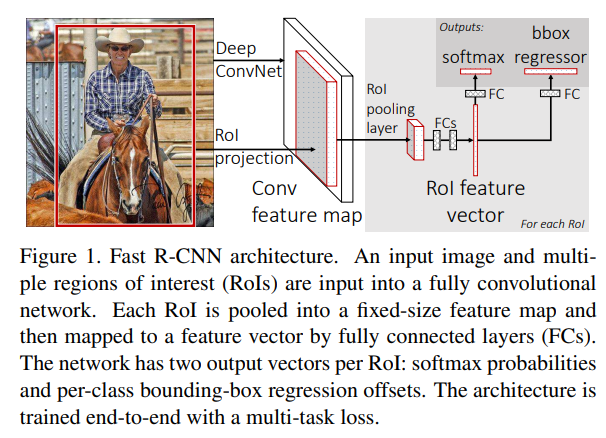 Outputs:
bbox
softmax regressor
Deep
ConvNet
RoI
pooling
layer
FC
FC
FCs
RoI
projection
Conv
feature map
RoI feature
vector
For each RoI
Figure 1. Fast R-CNN architecture. An input image and multi-
ple regions of interest (RoIs) are input into a fully convolutional
network. Each RoI is pooled into a fixed-size feature map and
then mapped to a feature vector by fully connected layers (FCs).
The network has two output vectors per RoI: softmax probabilities
and per-class bounding-box regression offsets. The architecture is
trained end-to-end with a multi-task loss.